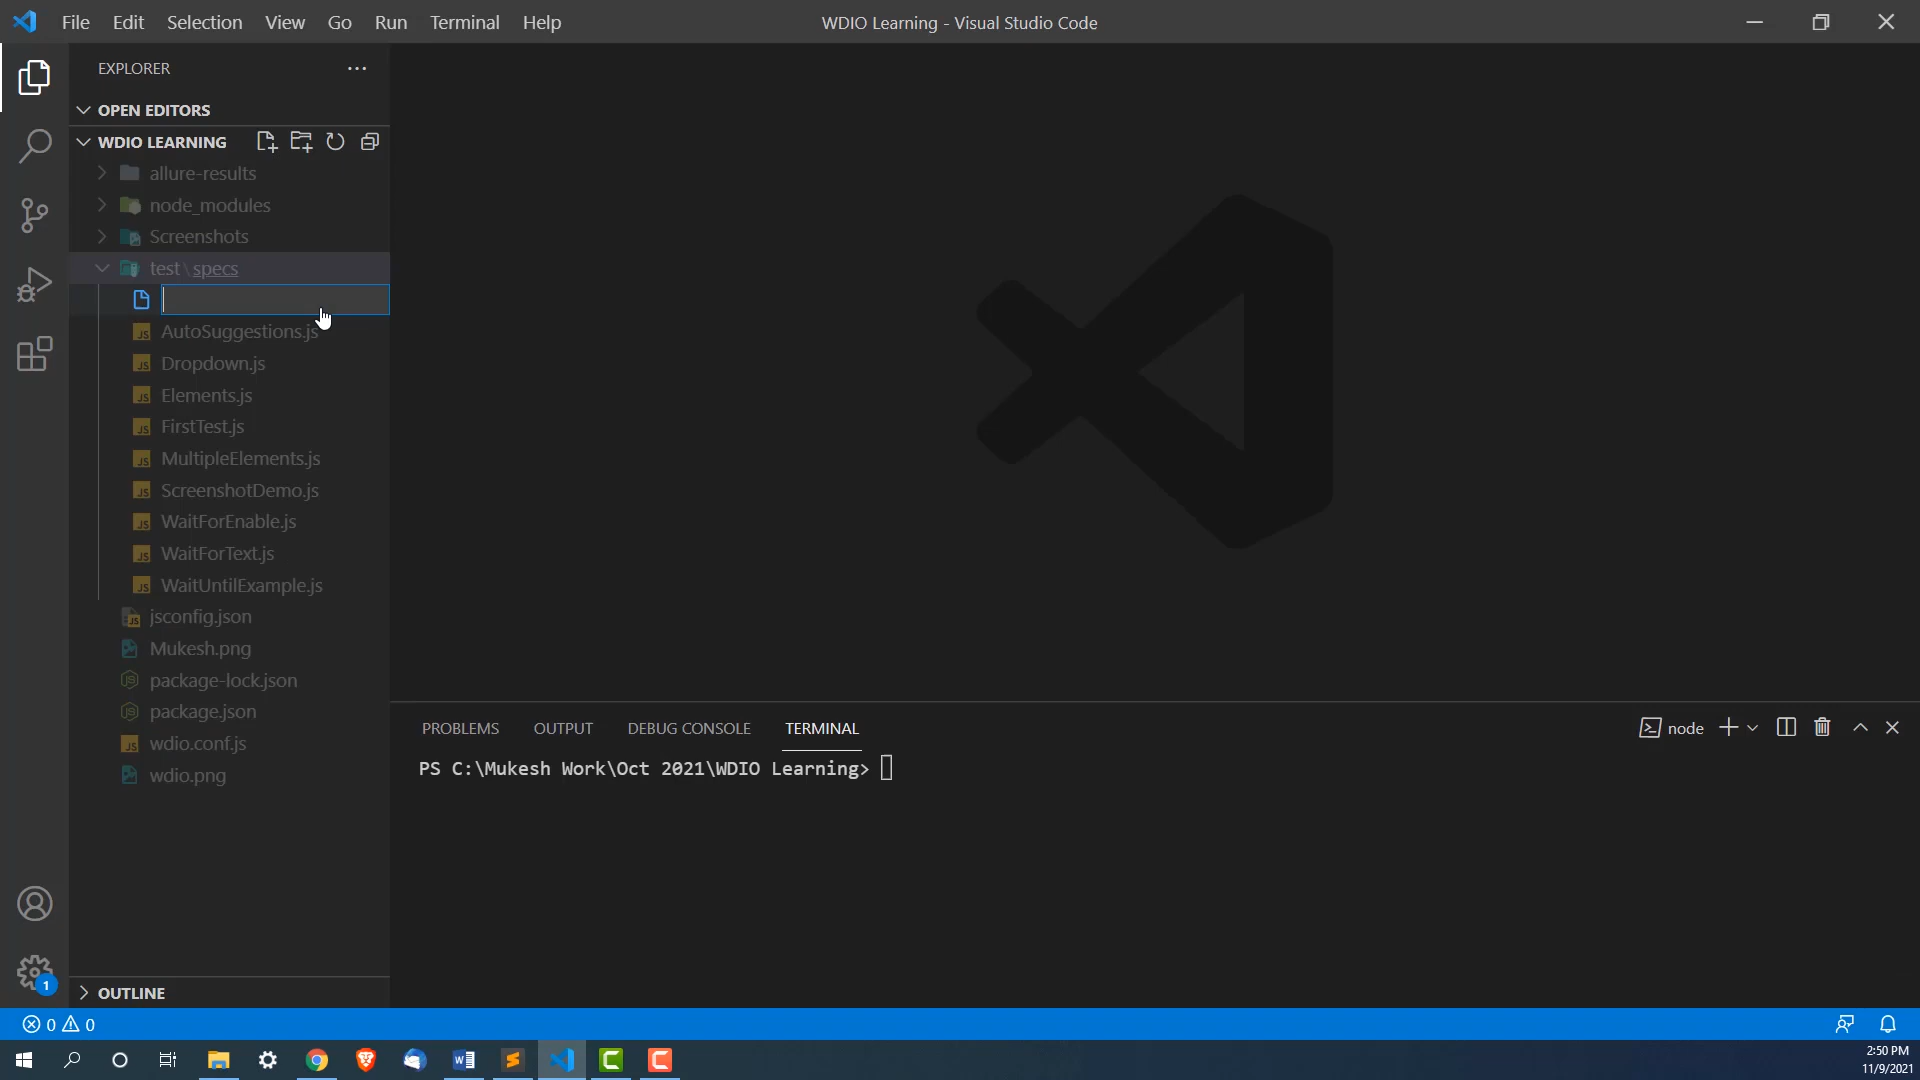 File Edit Selection View Go Run Terminal Help
WDIO Learning - Visual Studio Code
EXPLORER
OPEN EDITORS
WDIO LEARNING
allure-results
node_modules
Screenshots
test\specs
AutoSuggestions.js
Dropdown.js
Elements.js
FirstTest.js
MultipleElements.js
ScreenshotDemo.js
WaitForEnable.js
WaitForText.js
WaitUntilExample.js
jsconfig.json
Mukesh.png
package-lock.json
package.json
wdio.conf.js
wdio.png
OUTLINE
PROBLEMS OUTPUT DEBUG CONSOLE TERMINAL
node
PS C:\Mukesh Work\Oct 2021\WDIO Learning>
1
0 0
2:50 PM
11/9/2021